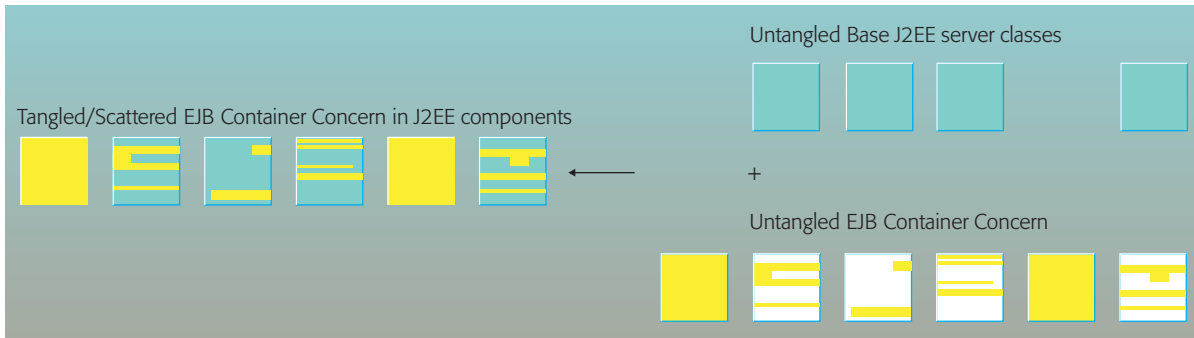 Untangled Base J2EE server classes
Tangled/Scattered EJB Container Concern in J2EE components
+
Untangled EJB Container Concern